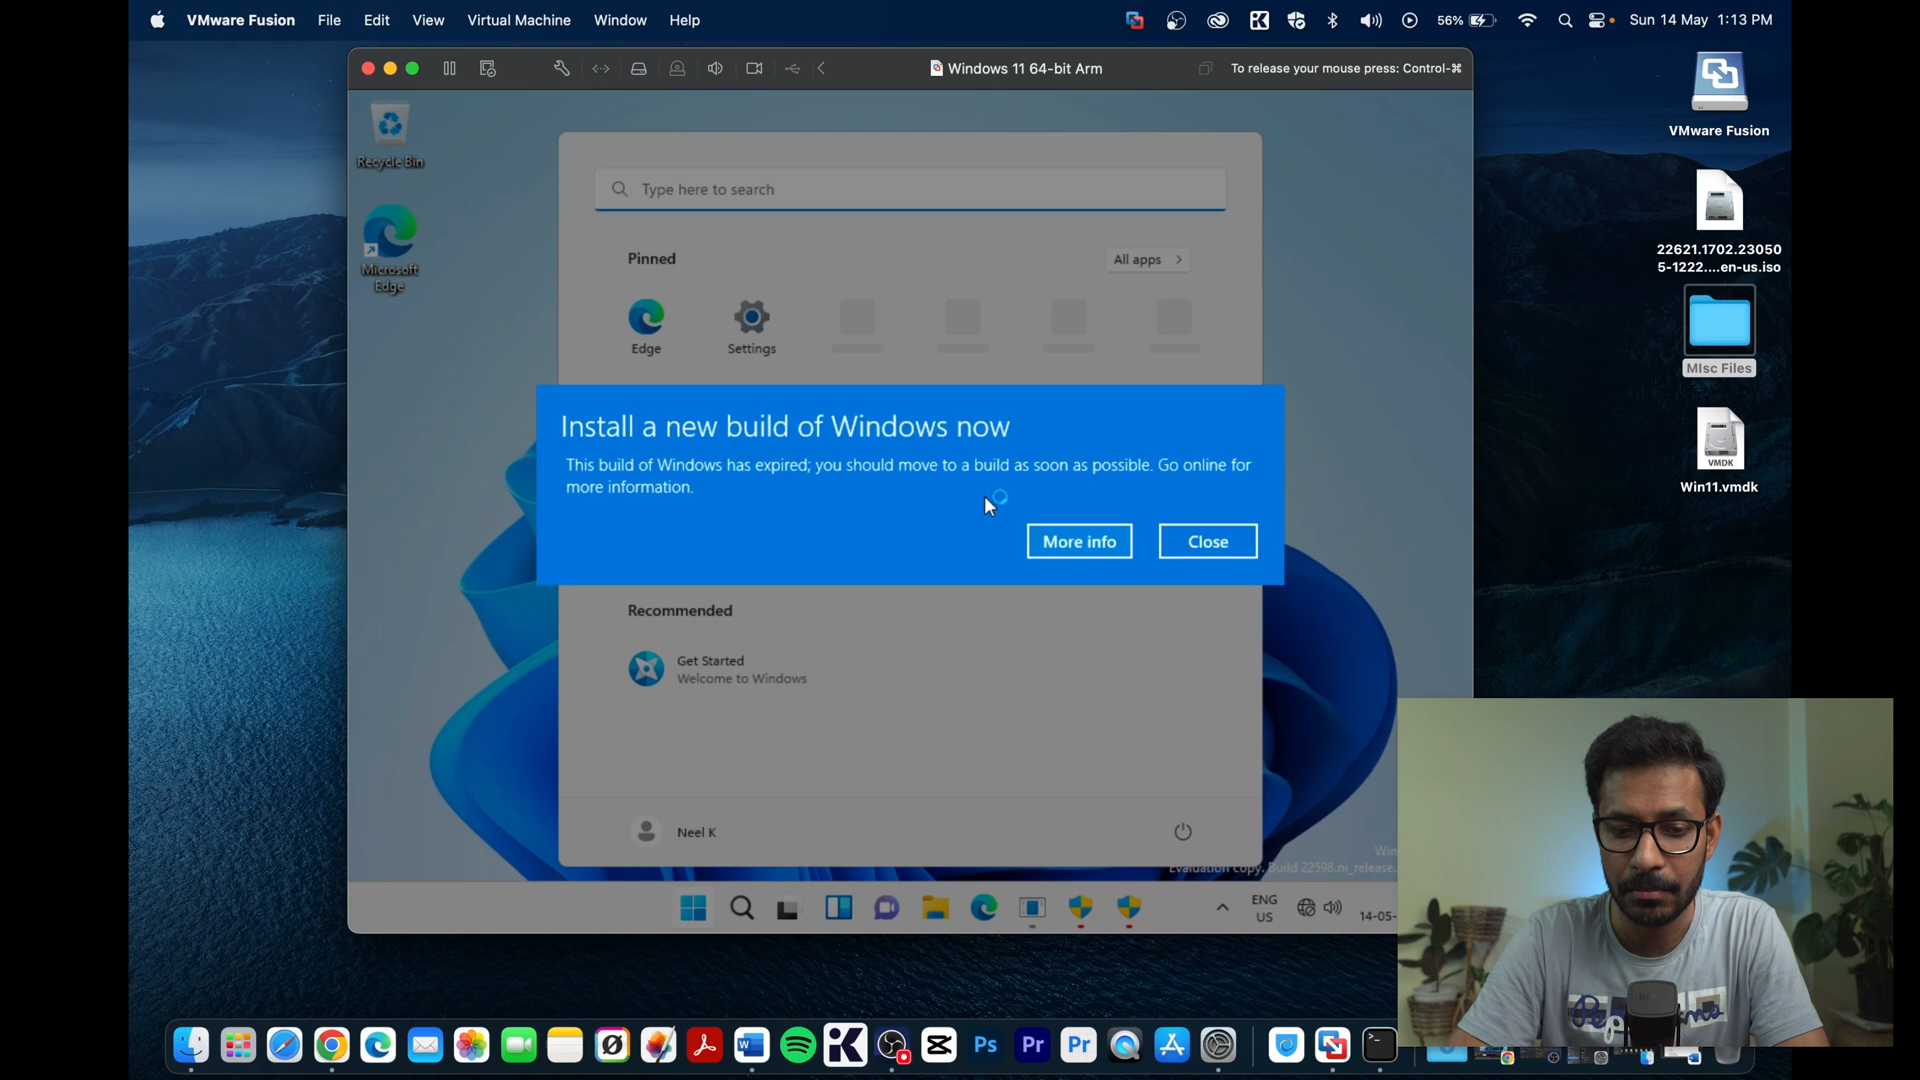 VMware Fusion File Edit View Virtual Machine Window Help 56% Sun 14 May 1:13 PM
Windows 11 64-bit Arm To release your mouse press: Control-⌘
VMware Fusion
22621.1702.23050
5-1222....en-us.iso
MIsc Files
VMDK
Win11.vmdk
Recycle Bin
Microsoft
Edge
Type here to search
Pinned All apps
Edge Settings
Install a new build of Windows now
This build of Windows has expired; you should move to a build as soon as possible. Go online for
more information.
More info Close
Recommended
Get Started
Welcome to Windows
Neel K
Win
Evaluation copy. Build 22598.ni_release.
ENG
US
14-05-
Ps Pr Pr